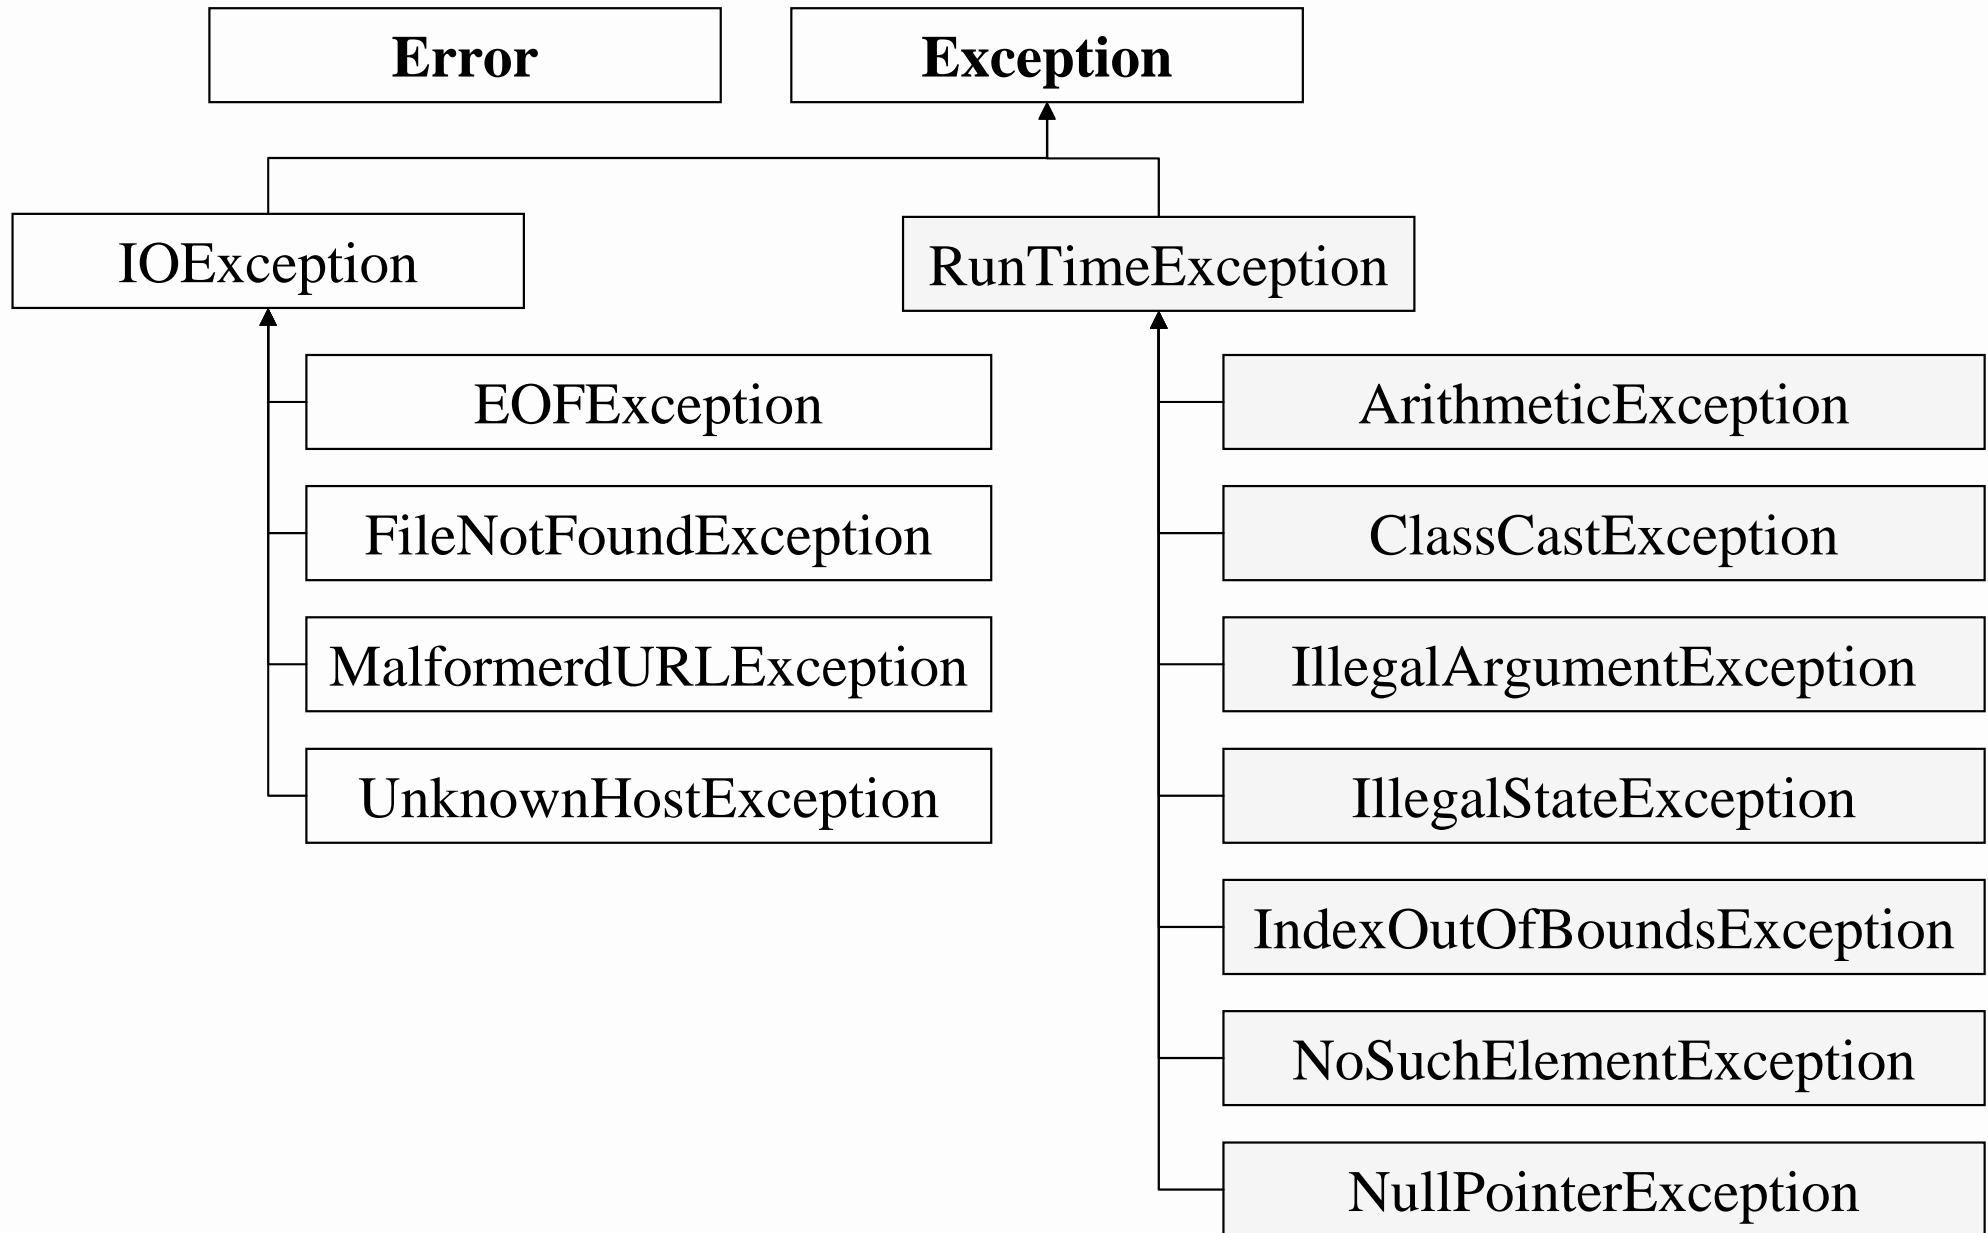 Error
Exception
IOException
RunTimeException
EOFException
FileNotFoundException
MalformerdURLException
UnknownHostException
ArithmeticException
ClassCastException
IllegalArgumentException
IllegalStateException
IndexOutOfBoundsException
NoSuchElementException
NullPointerException